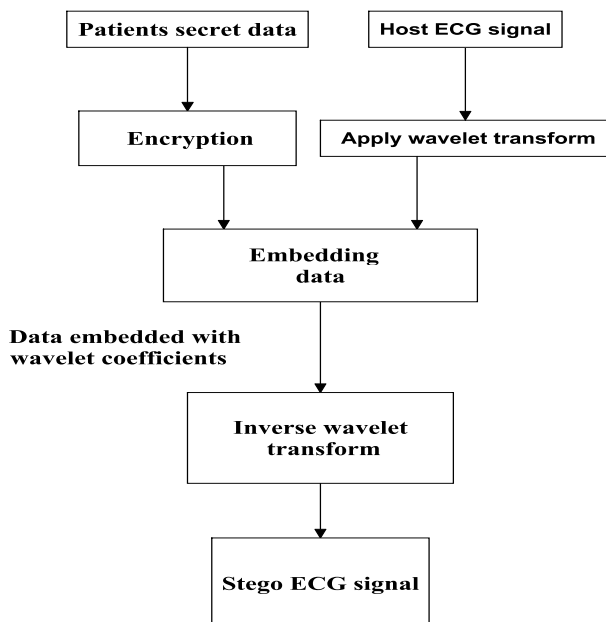 Patients secret data
Host ECG signal
Encryption
Apply wavelet transform
Embedding
data
Data embedded with
wavelet coefficients
Inverse wavelet
transform
Stego ECG signal